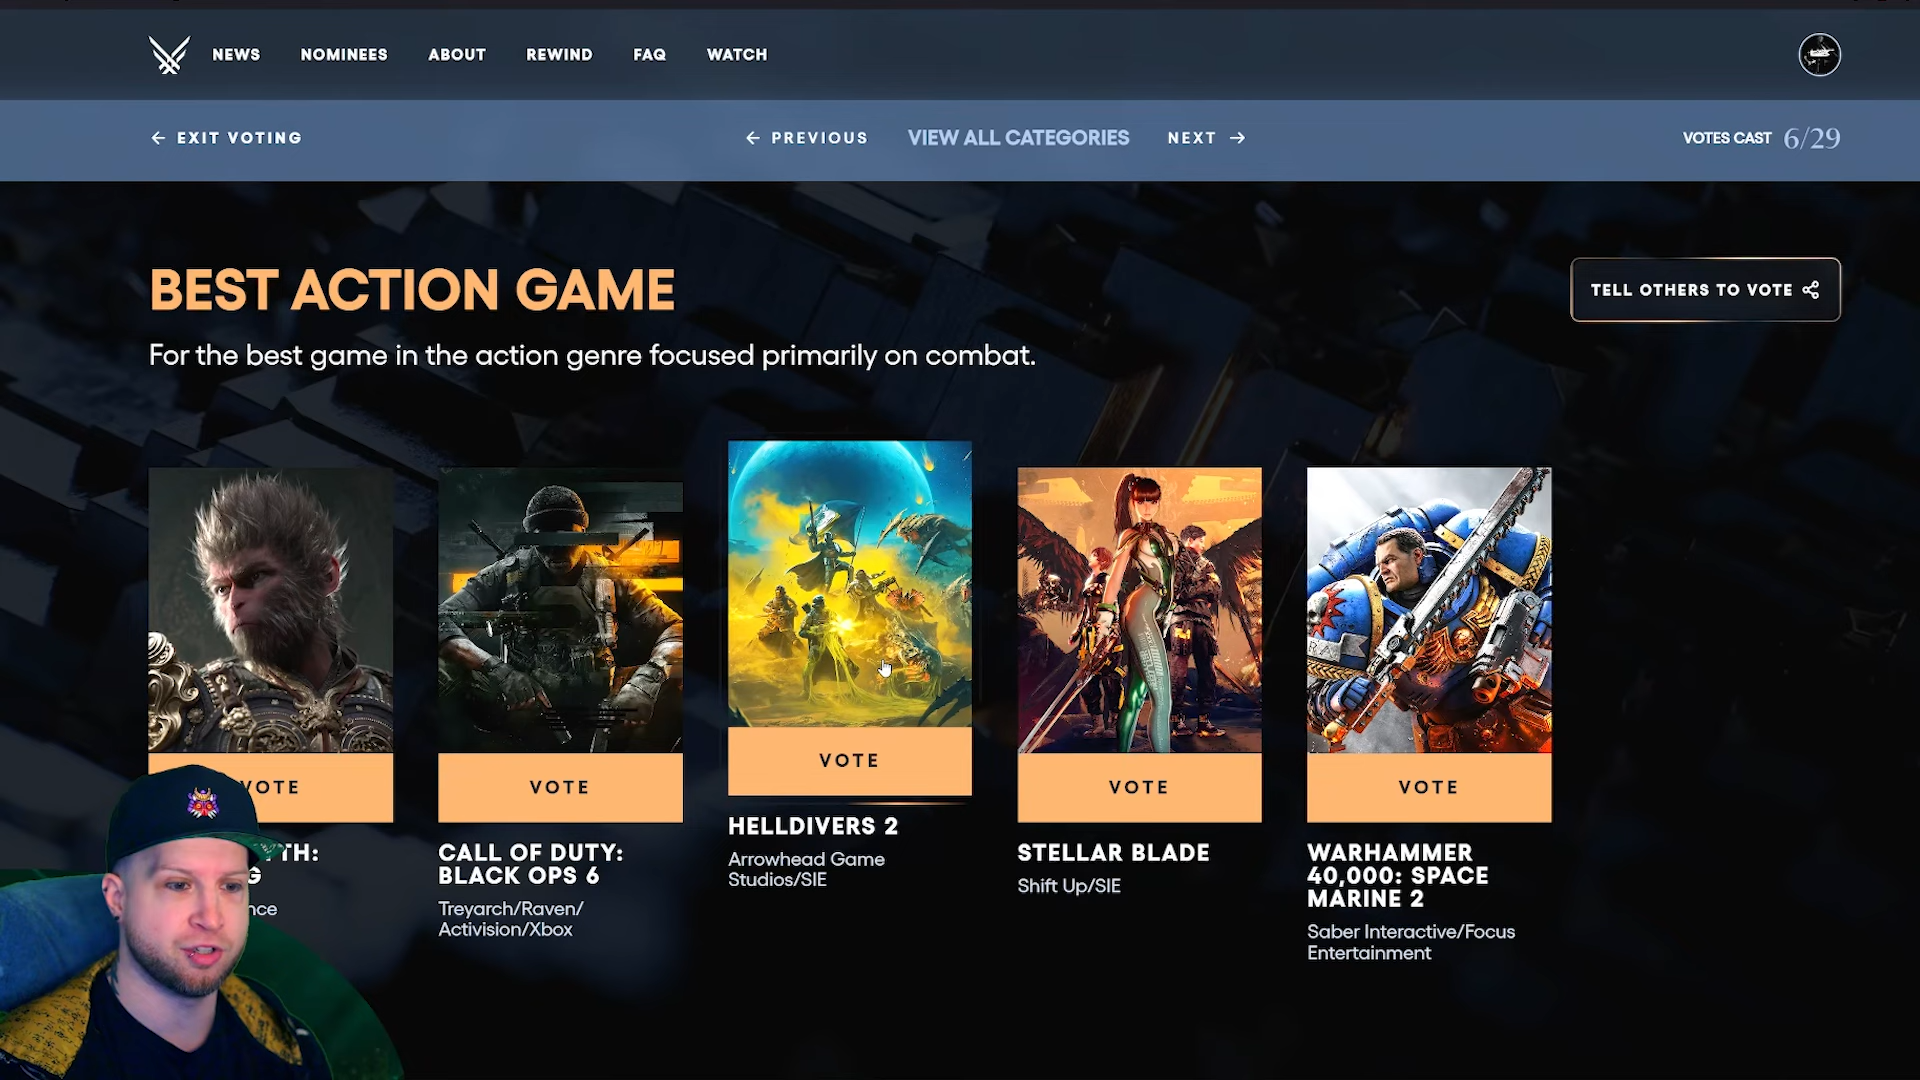 NEWS NOMINEES ABOUT REWIND FAQ WATCH
← EXIT VOTING ← PREVIOUS VIEW ALL CATEGORIES NEXT → VOTES CAST 6/29
BEST ACTION GAME
TELL OTHERS TO VOTE
For the best game in the action genre focused primarily on combat.
VOTE
VOTE
CALL OF DUTY:
BLACK OPS 6
Treyarch/Raven/
Activision/Xbox
VOTE
HELLDIVERS 2
Arrowhead Game
Studios/SIE
VOTE
STELLAR BLADE
Shift Up/SIE
VOTE
WARHAMMER
40,000: SPACE
MARINE 2
Saber Interactive/Focus
Entertainment